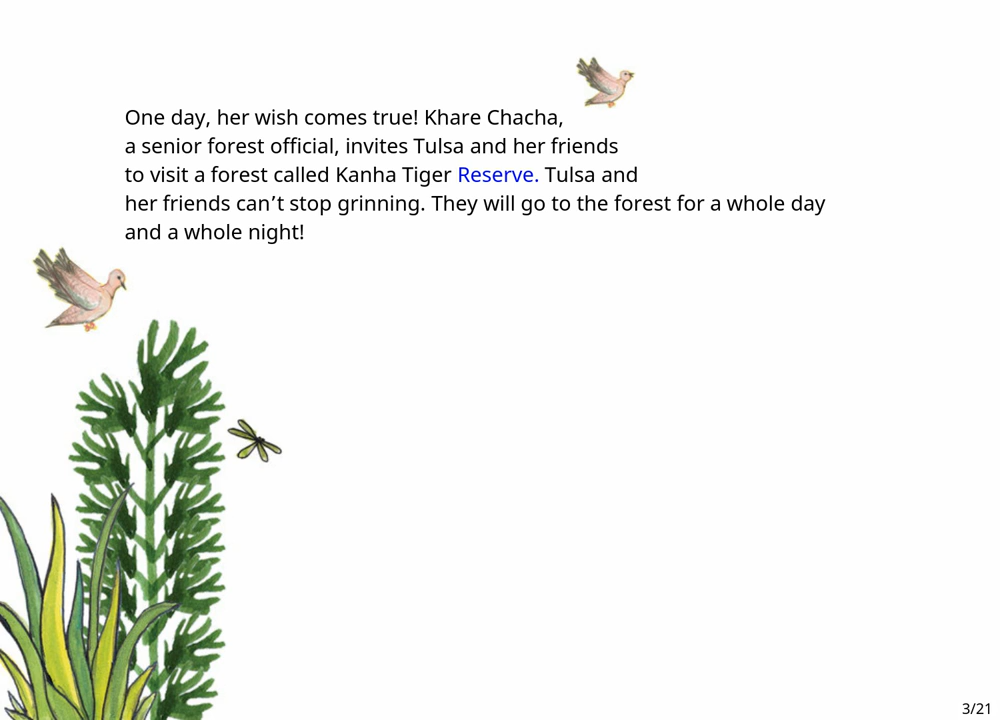 One day, her wish comes true! Khare Chacha,
a senior forest official, invites Tulsa and her friends
to visit a forest called Kanha Tiger Reserve. Tulsa and
her friends can’t stop grinning. They will go to the forest for a whole day
and a whole night!
3/21